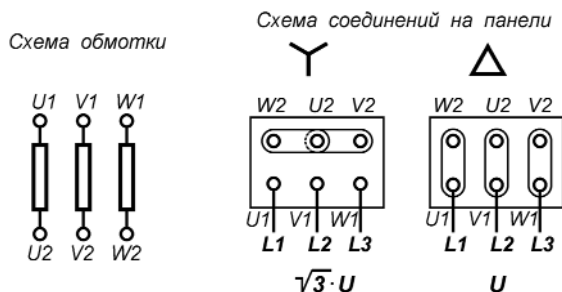 Схема обмотки
U1 V1 W1
U2 V2 W2
Схема соединений на панели
W2 U2 V2
U1 V1 W1
L1 L2 L3
√3·U
W2 U2 V2
U1 V1 W1
L1 L2 L3
U